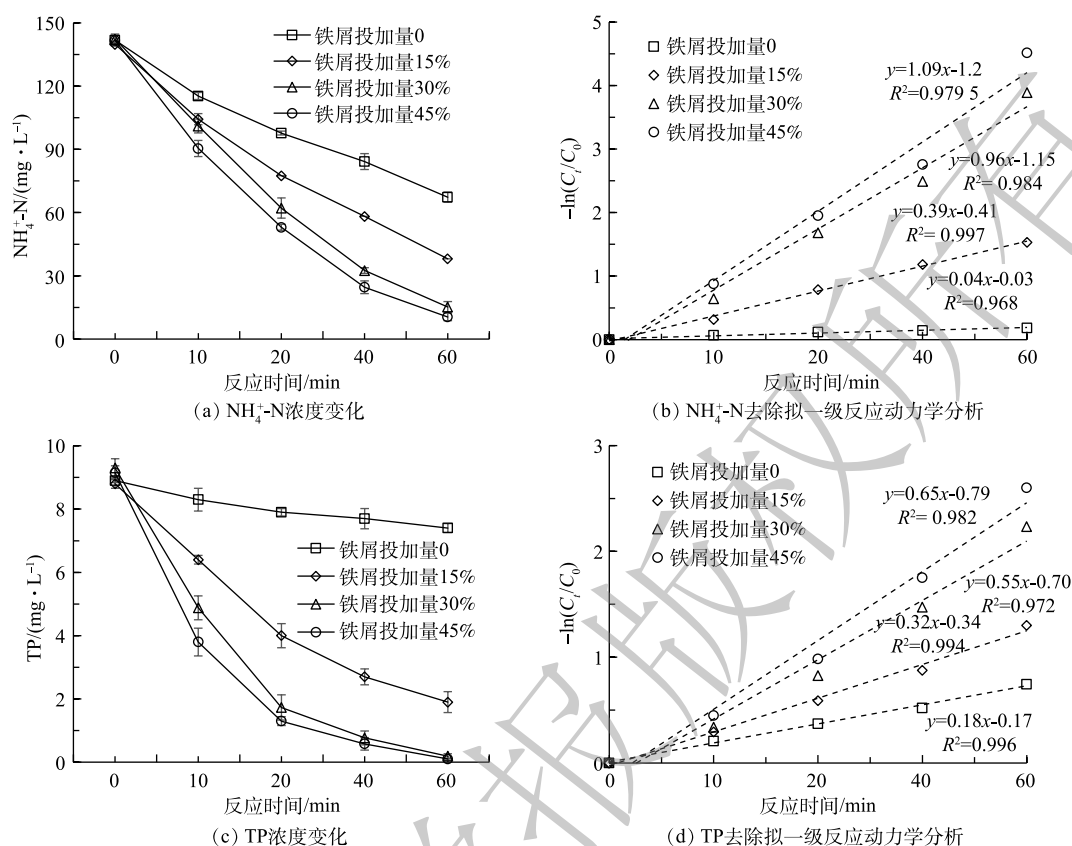 150
120
90
60
30
0
NH₄⁺-N/(mg·L⁻¹)
铁屑投加量0
铁屑投加量15%
铁屑投加量30%
铁屑投加量45%
0 10 20 40 60
反应时间/min
(a) NH₄⁺-N浓度变化
-5
4
3
2
1
0
−ln(Cₜ/C₀)
铁屑投加量0
铁屑投加量15%
铁屑投加量30%
铁屑投加量45%
y=1.09x-1.2
R²=0.979 5
y=0.96x-1.15
R²= 0.984
y=0.39x-0.41
R²= 0.997
y=0.04x-0.03
R²=0.968
0 10 20 40 60
反应时间/min
(b) NH₄⁺-N去除拟一级反应动力学分析
10
8
6
4
2
0
TP/(mg·L⁻¹)
铁屑投加量0
铁屑投加量15%
铁屑投加量30%
铁屑投加量45%
0 10 20 40 60
反应时间/min
(c) TP浓度变化
3
2
1
0
−ln(Cₜ/C₀)
铁屑投加量0
铁屑投加量15%
铁屑投加量30%
铁屑投加量45%
y=0.65x-0.79
R²= 0.982
y=0.55x-0.70
R²=0.972
y=0.32x-0.34
R²=0.994
y=0.18x-0.17
R²=0.996
0 10 20 40 60
反应时间/min
(d) TP去除拟一级反应动力学分析
报版权所有